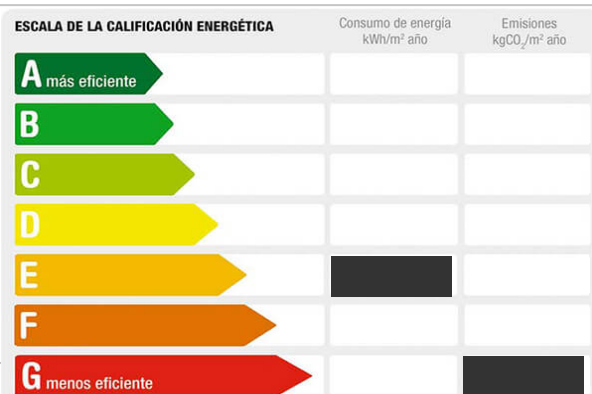 ESCALA DE LA CALIFICACIÓN ENERGÉTICA
Consumo de energía
kWh/m² año
Emisiones
kgCO₂/m² año
A más eficiente
B
C
D
E
F
G menos eficiente